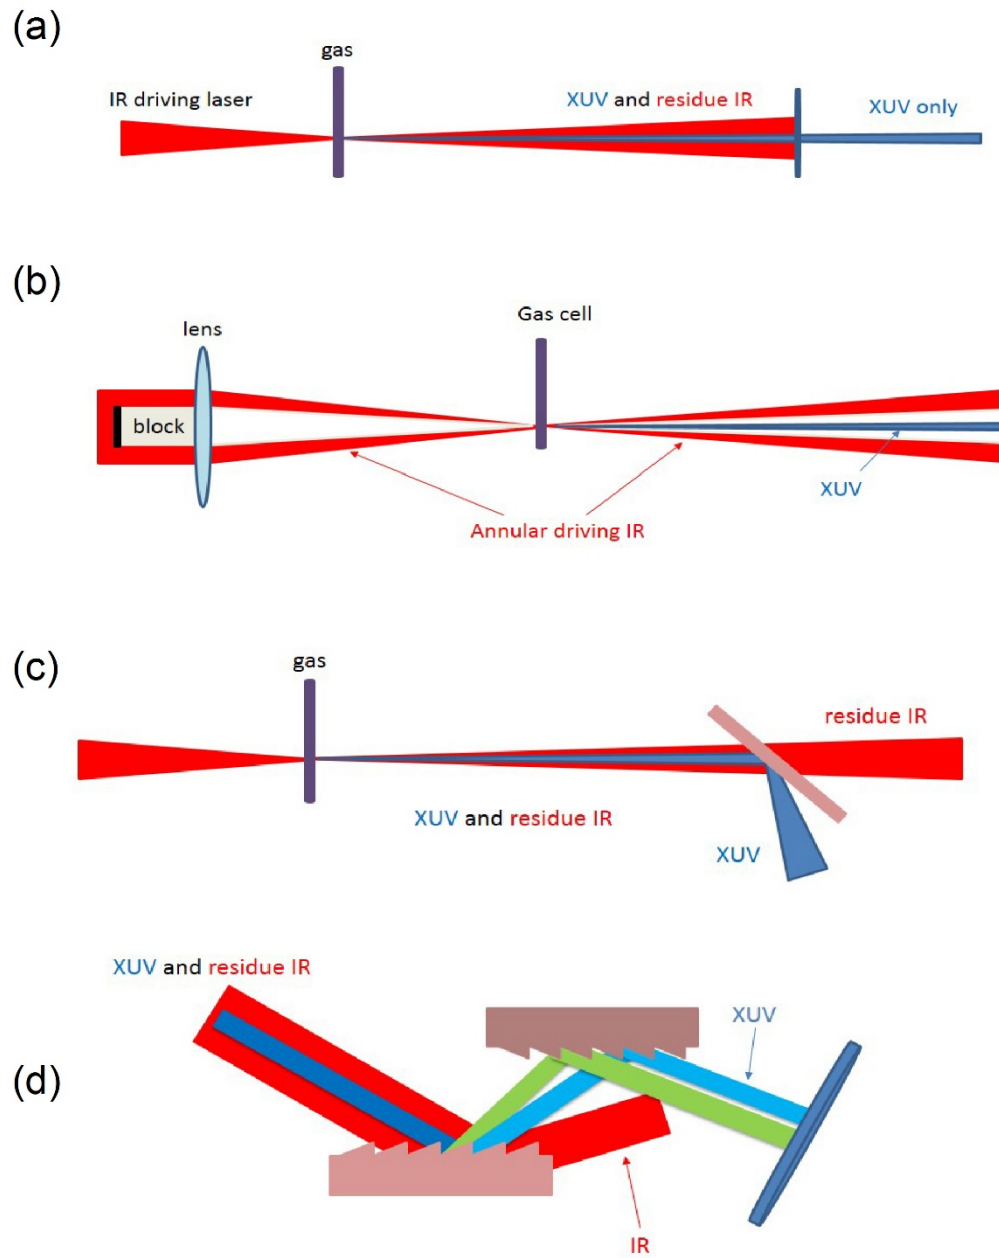 (a)
gas
IR driving laser
XUV and residue IR
XUV only
(b)
lens
Gas cell
block
XUV
Annular driving IR
(c)
gas
residue IR
XUV and residue IR
XUV
XUV and residue IR
XUV
(d)
IR